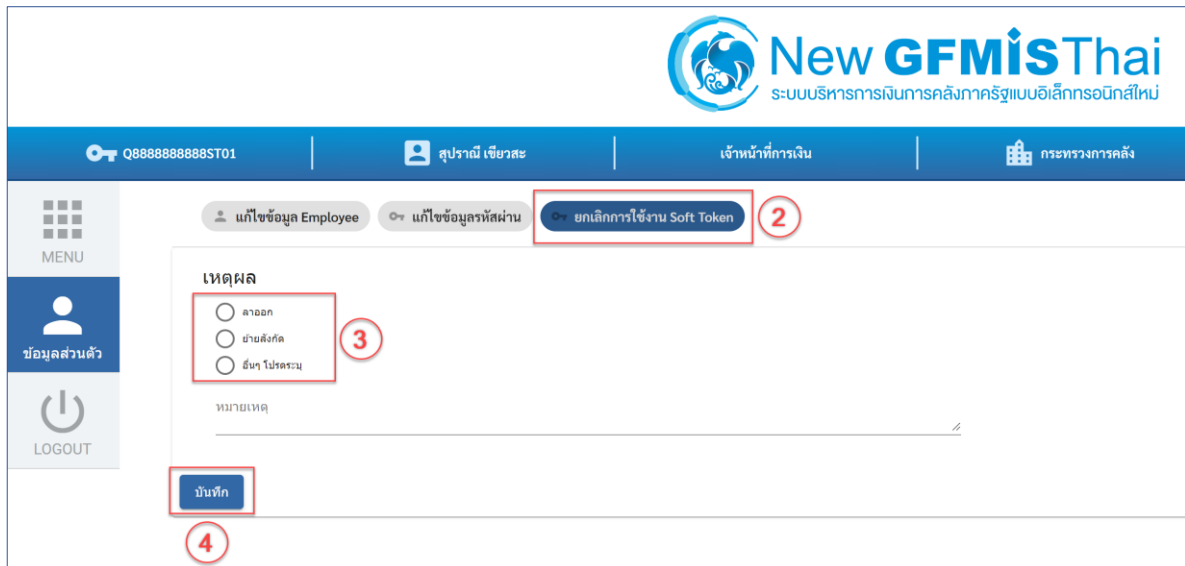 New GFMISThai
ระบบบริหารการเงินการคลังภาครัฐแบบอิเล็กทรอนิกส์ใหม่
Q8888888888ST01 สุปราณี เขียวสะ เจ้าหน้าที่การเงิน กระทรวงการคลัง
MENU
แก้ไขข้อมูล Employee แก้ไขข้อมูลรหัสผ่าน ยกเลิกการใช้งาน Soft Token 2
เหตุผล
ลาออก
ย้ายสังกัด 3
อื่นๆ โปรดระบุ
ข้อมูลส่วนตัว
หมายเหตุ
LOGOUT
บันทึก
4